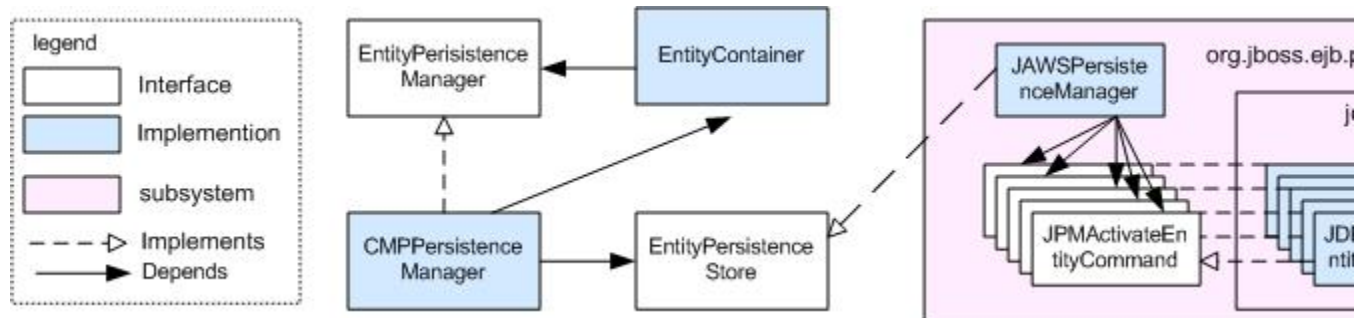 legend
Interface
Implemention
subsystem
Implements
Depends
EntityPerisistence
Manager
EntityContainer
CMPPersistence
Manager
EntityPersistence
Store
JAWSPersiste
nceManager
org.jboss.ejb.p
JPMActivateEn
tityCommand